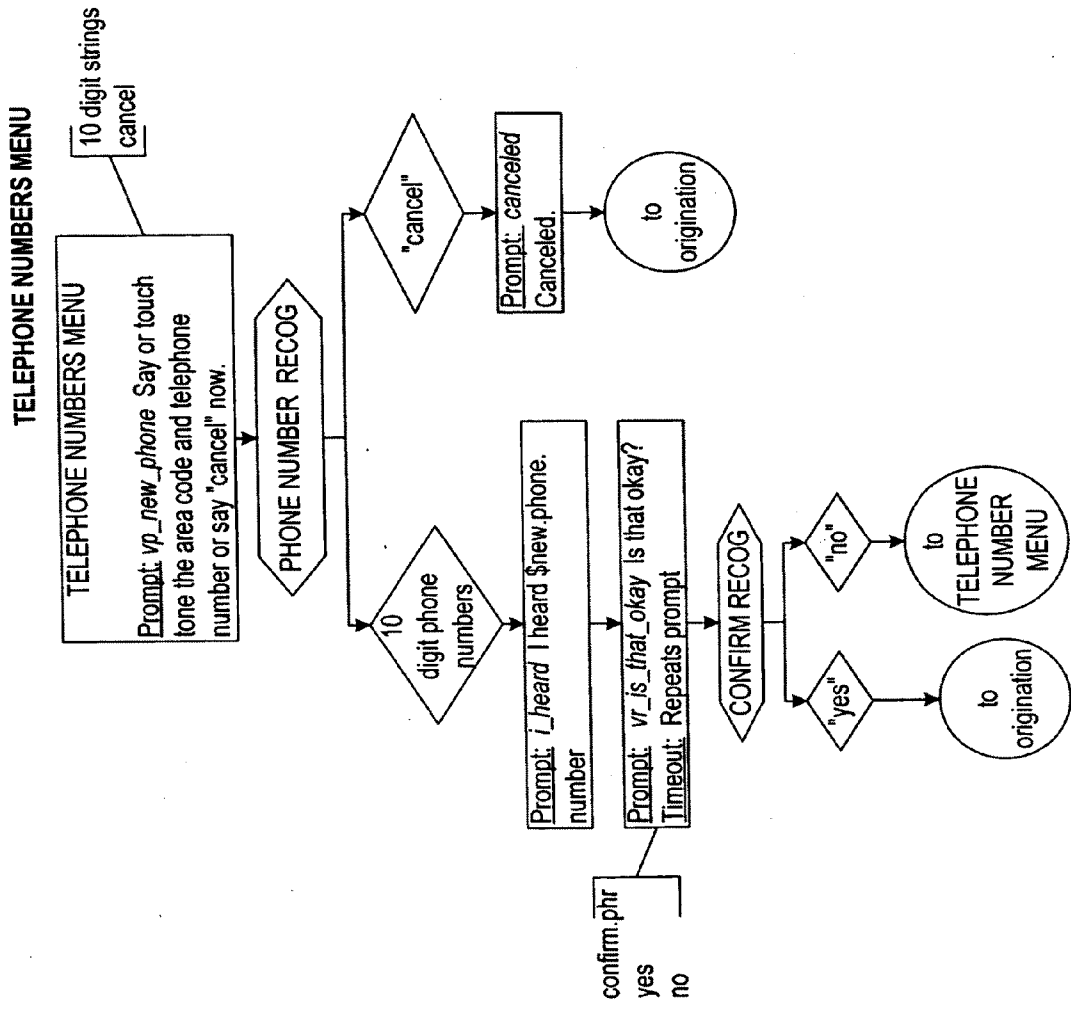 TELEPHONE NUMBERS MENU
10 digit strings
cancel
TELEPHONE NUMBERS MENU
Prompt: vp_new_phone Say or touch
tone the area code and telephone
number or say "cancel" now.
PHONE NUMBER RECOG
10
digit phone
numbers
"cancel"
Prompt: canceled
Canceled.
to
origination
Prompt: i_heard I heard $new.phone.
number
confirm.phr
yes
no
Prompt: vr_is_that_okay Is that okay?
Timeout: Repeats prompt
CONFIRM RECOG
"yes"
"no"
to
origination
to
TELEPHONE
NUMBER
MENU